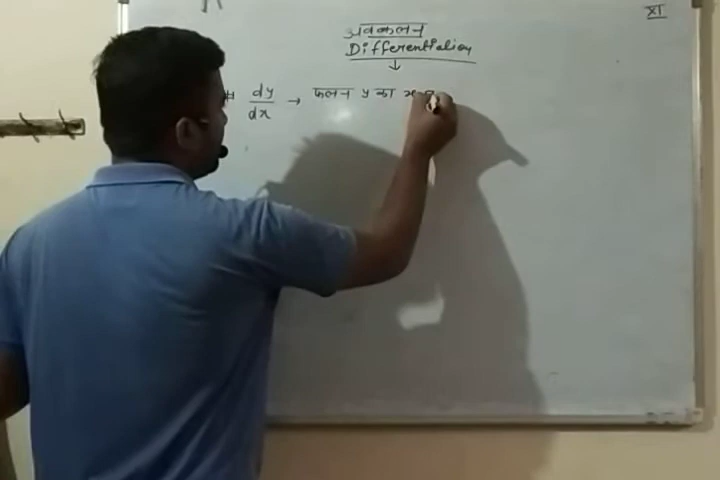 XI
अवकलन
Differentiation
↓
# dy/dx → फलन y का x